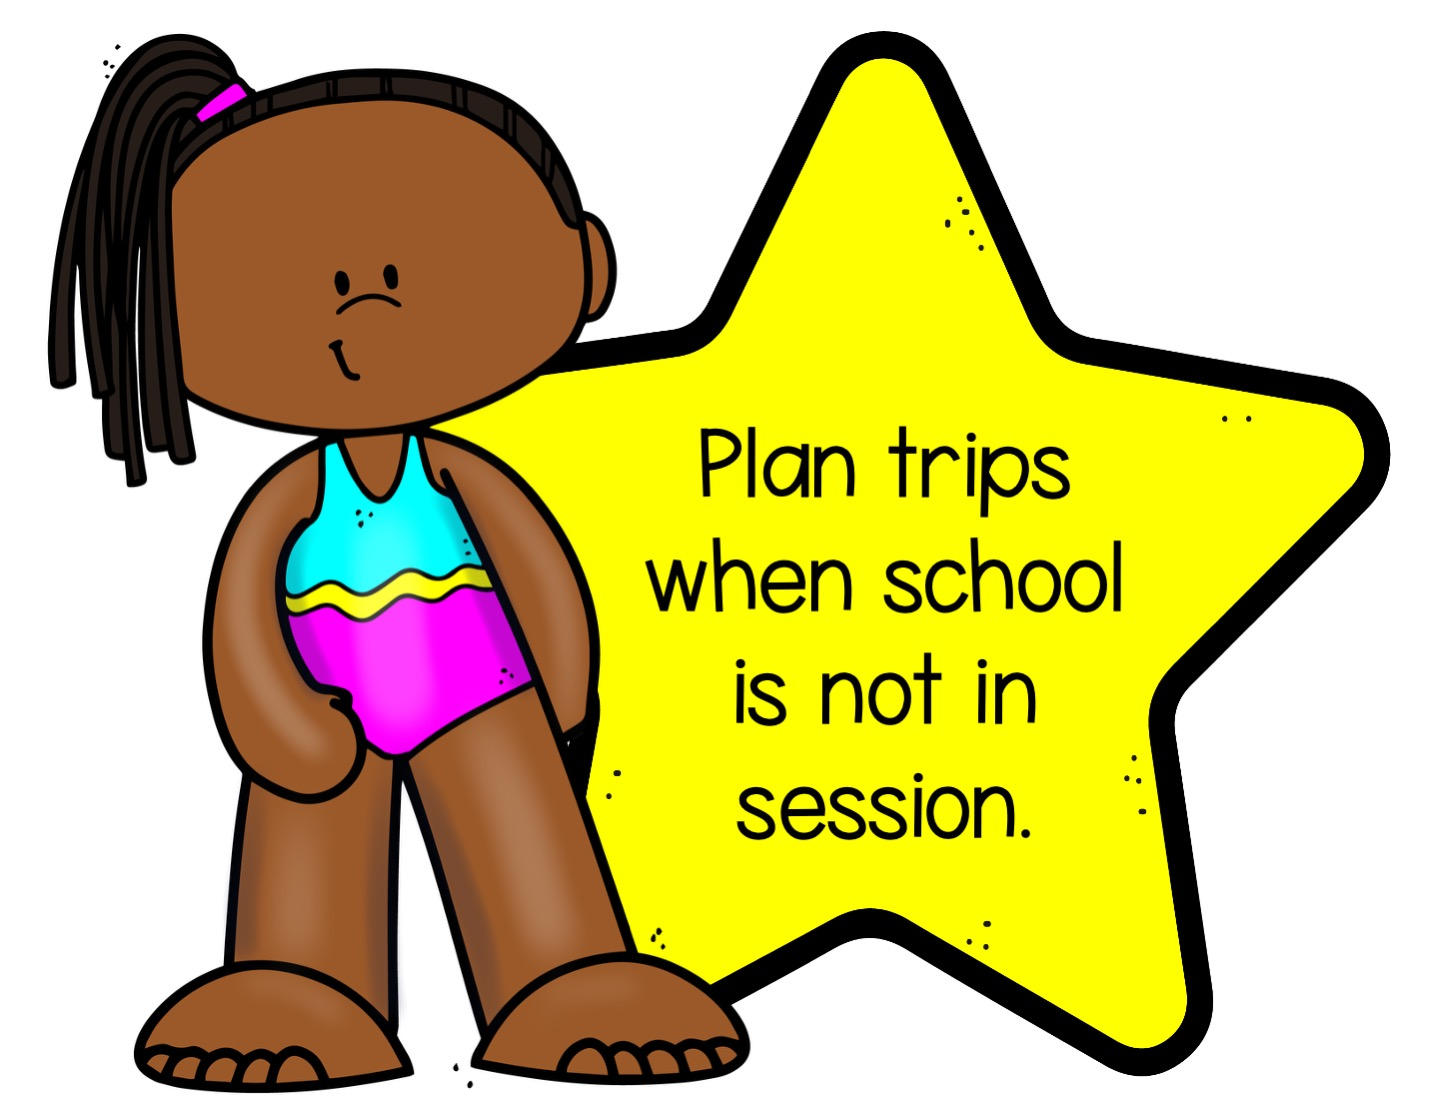 Plan trips
when school
is not in
session.